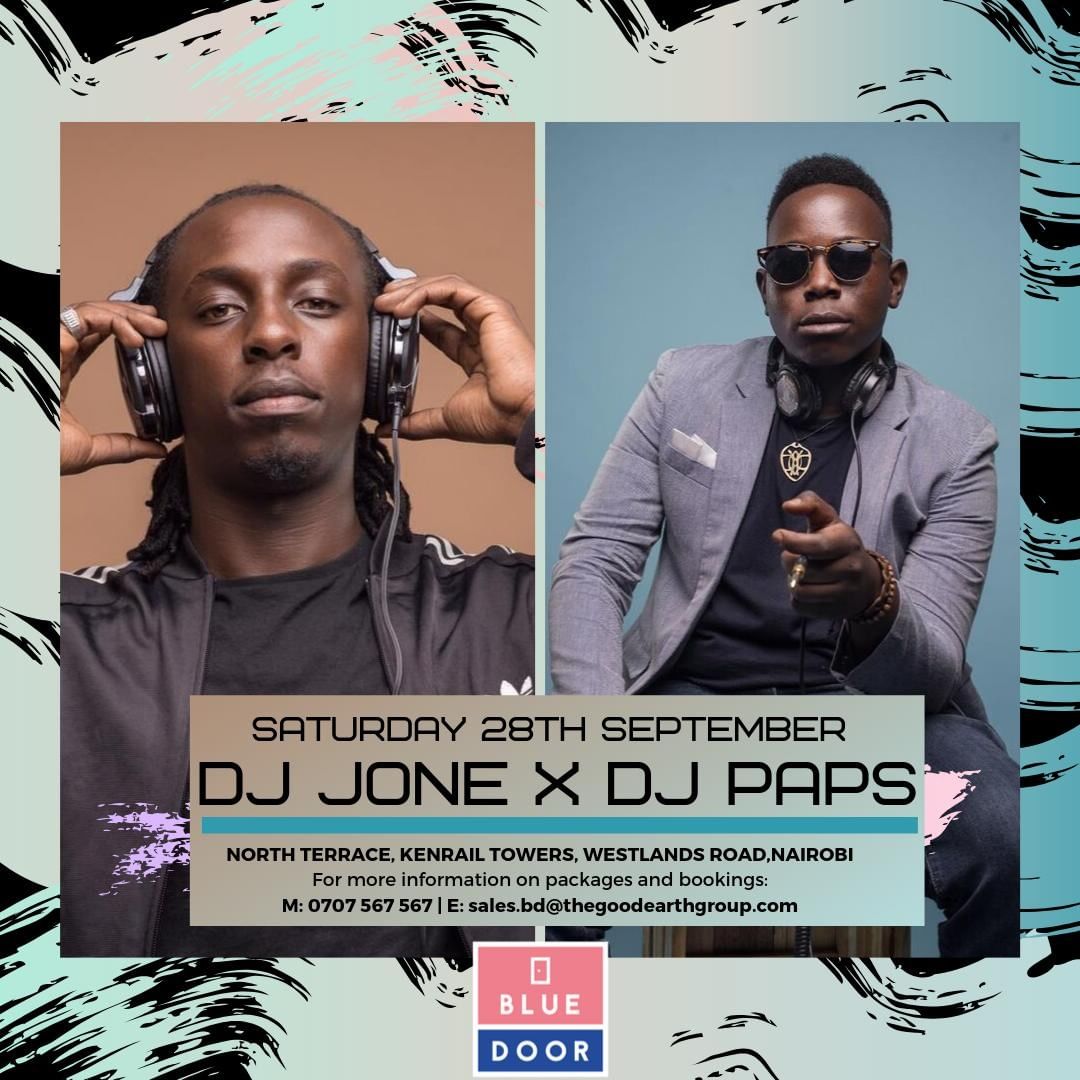 SATURDAY 28TH SEPTEMBER
DJ JONE X DJ PAPS
NORTH TERRACE, KENRAIL TOWERS, WESTLANDS ROAD,NAIROBI
For more information on packages and bookings:
M: 0707 567 567 | E: sales.bd@thegoodearthgroup.com
BLUE
DOOR